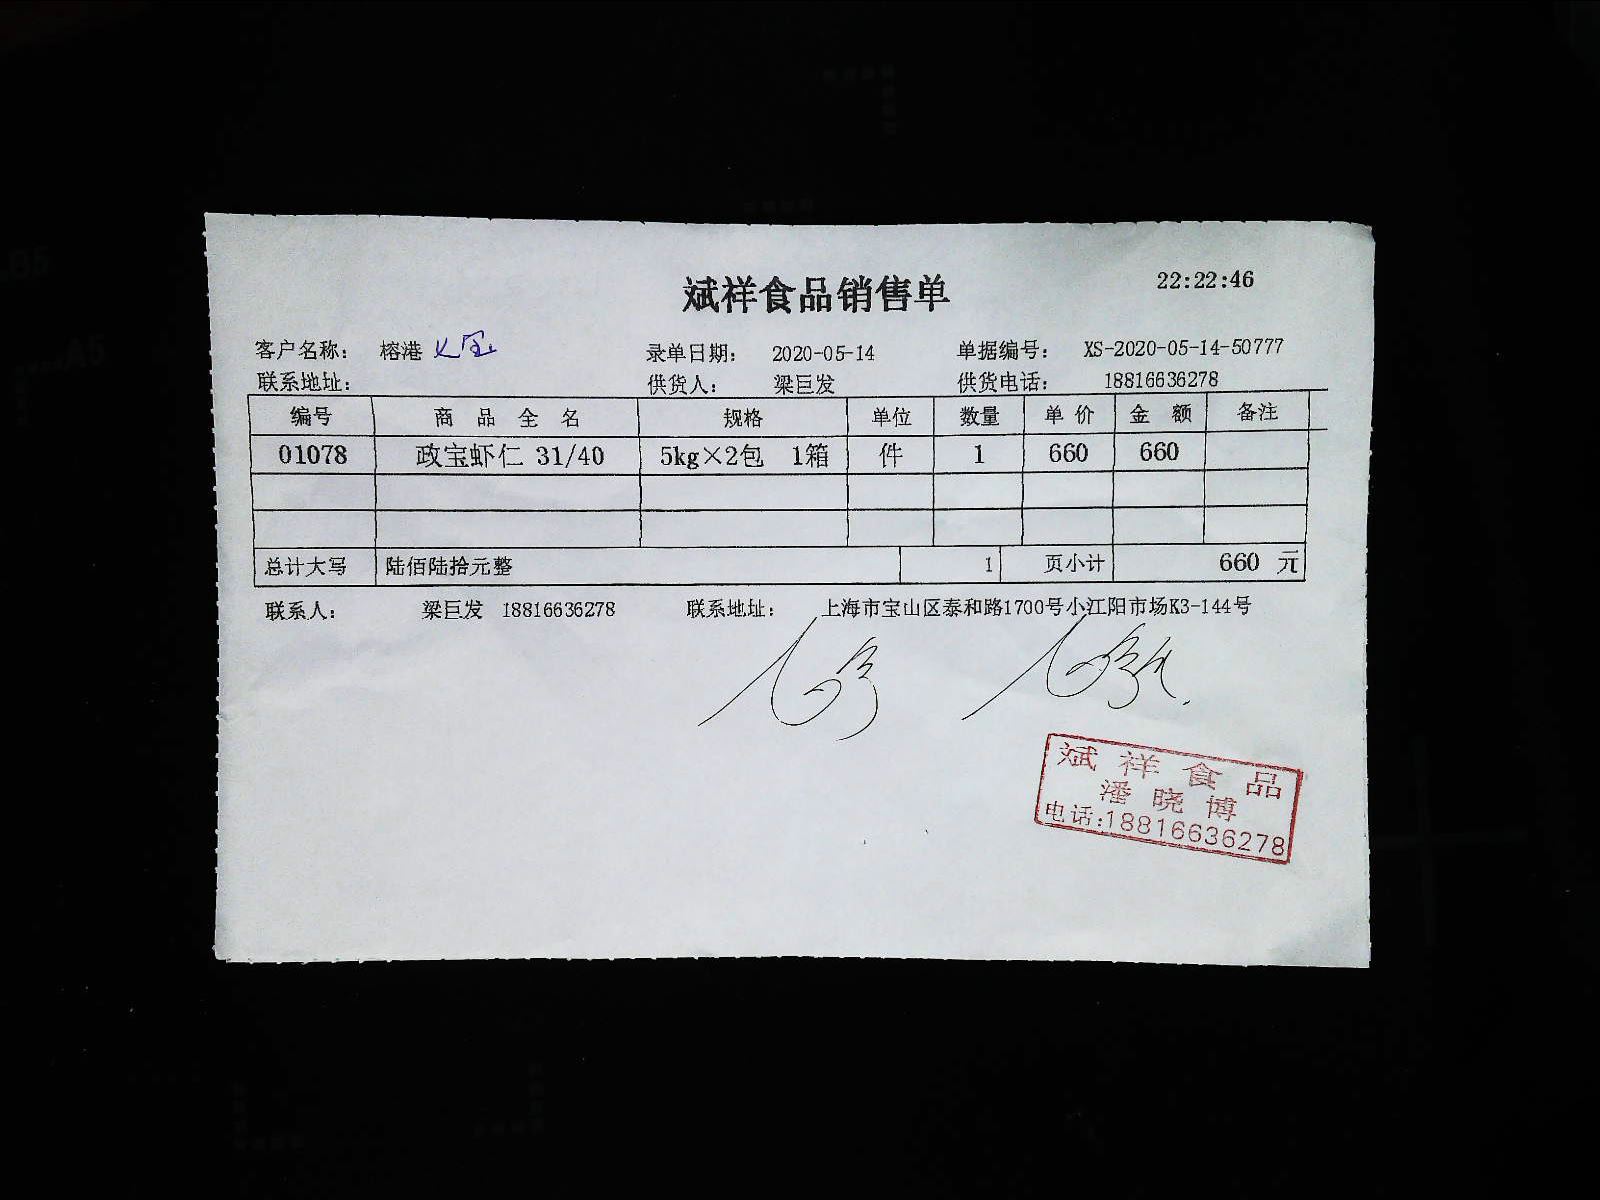 斌祥食品销售单 22:22:46
客户名称： 榕港 录单日期： 2020-05-14 单据编号： XS-2020-05-14-50777
联系地址： 供货人： 梁巨发 供货电话： 18816636278
编号 商品全名 规格 单位 数量 单价 金额 备注
01078 政宝虾仁 31/40 5kg×2包 1箱 件 1 660 660
总计大写 陆佰陆拾元整 1 页小计 660 元
联系人： 梁巨发 18816636278 联系地址： 上海市宝山区泰和路1700号小江阳市场K3-144号
斌祥食品
潘晓博
电话:18816636278